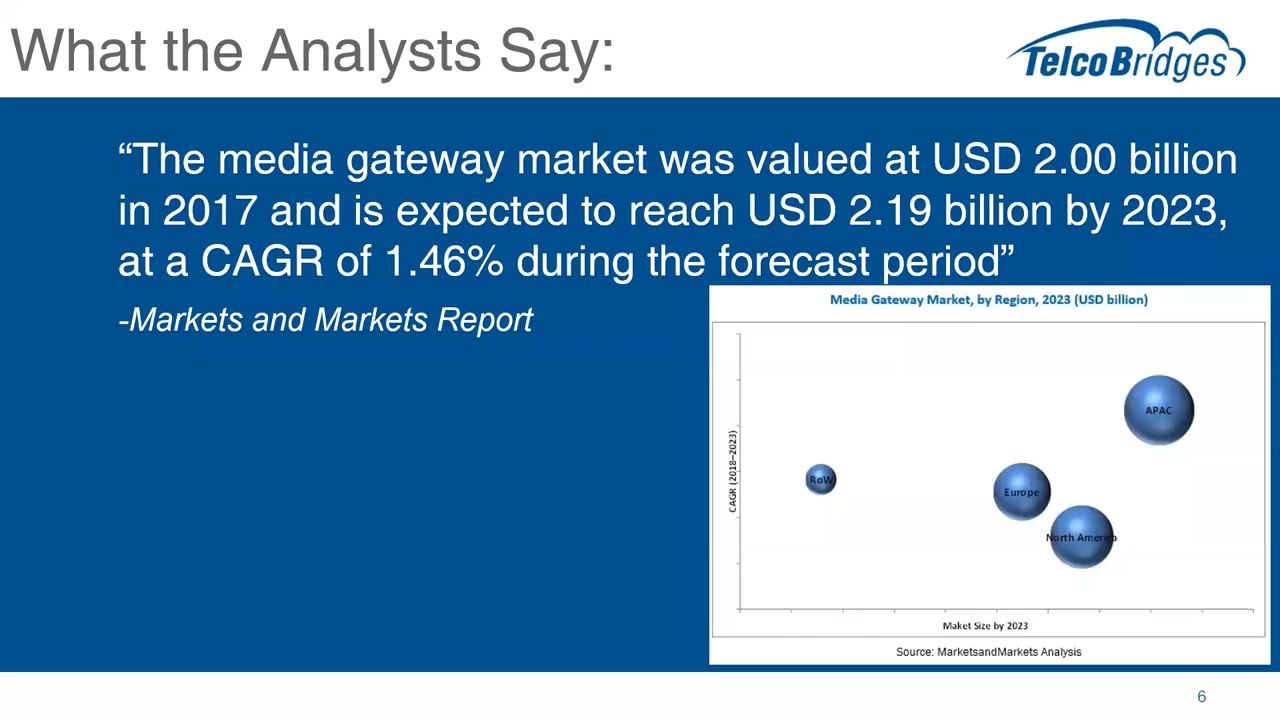 What the Analysts Say:
TelcoBridges
“The media gateway market was valued at USD 2.00 billion
in 2017 and is expected to reach USD 2.19 billion by 2023,
at a CAGR of 1.46% during the forecast period”
-Markets and Markets Report
Media Gateway Market, by Region, 2023 (USD billion)
CAGR (2018–2023)
APAC
RoW
Europe
North America
Maket Size by 2023
Source: MarketsandMarkets Analysis
6